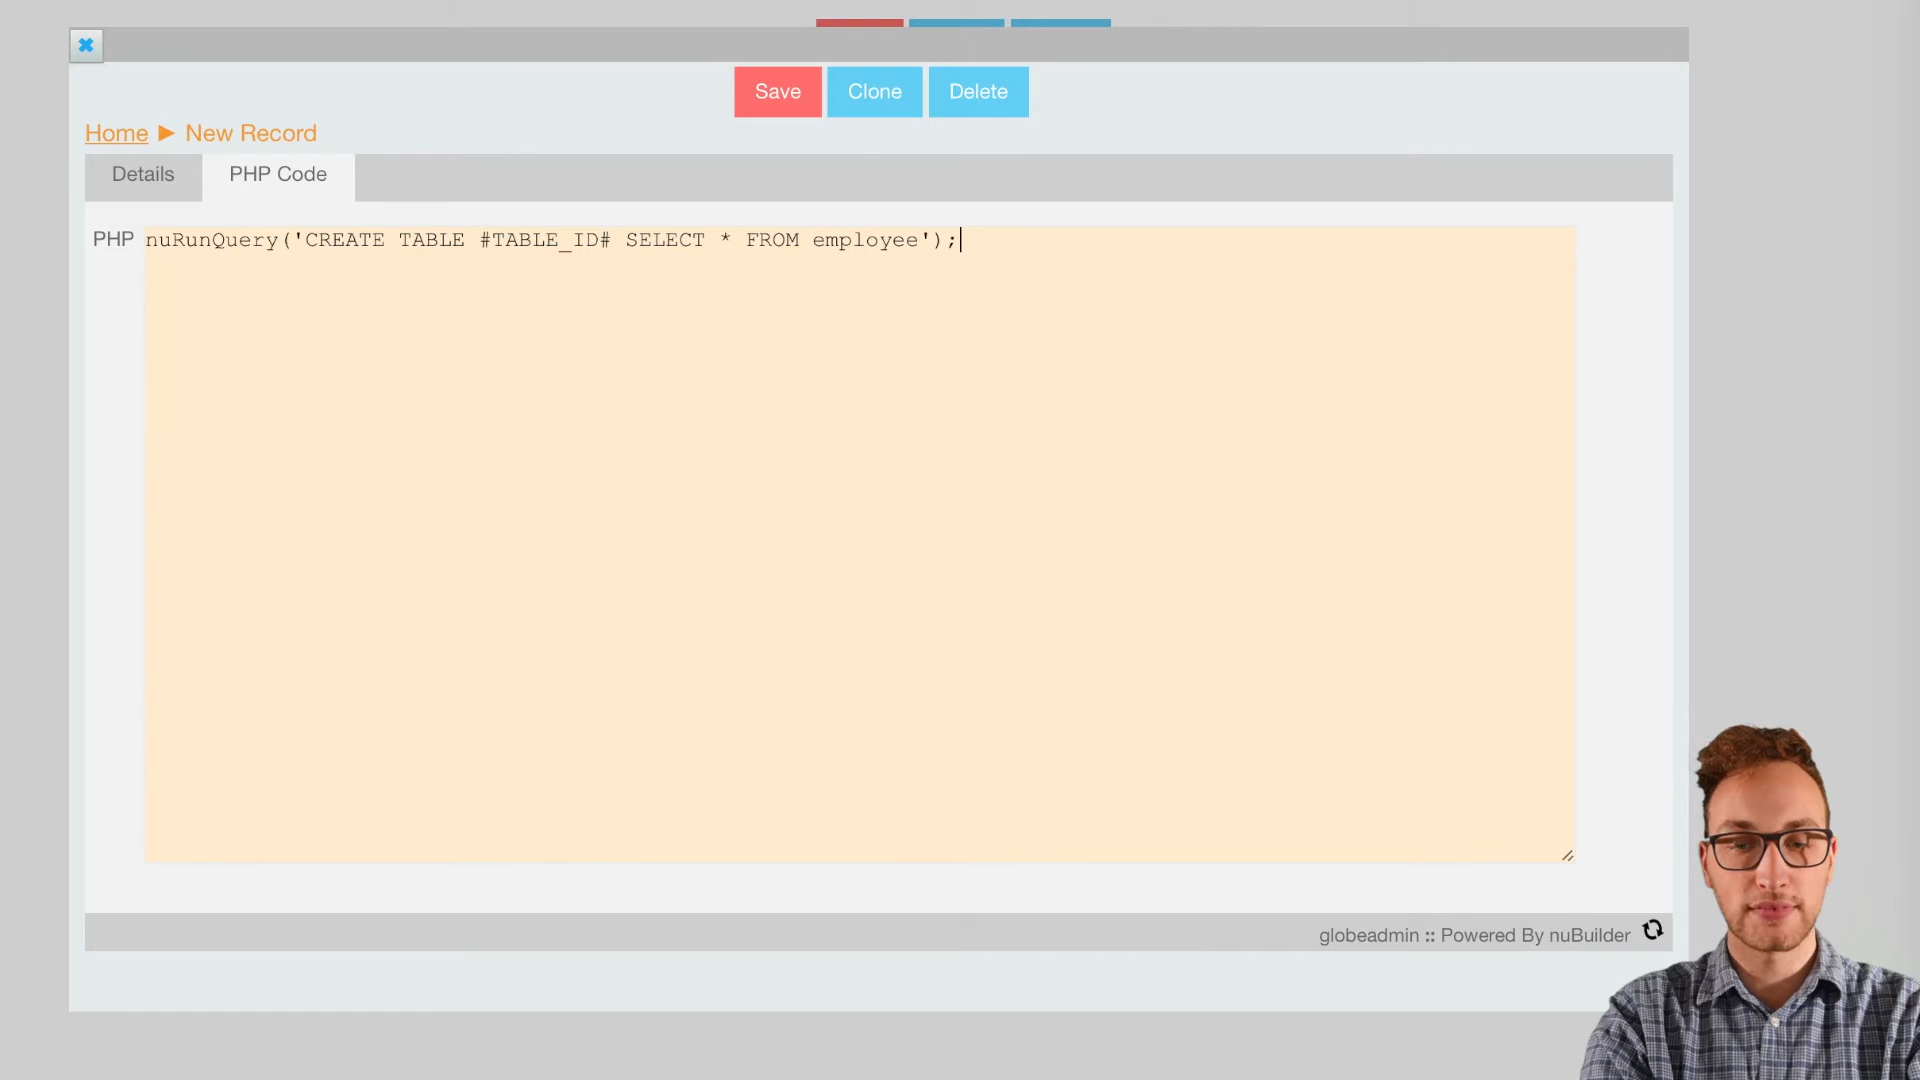 Save Clone Delete
Home ► New Record
Details PHP Code
PHP nuRunQuery('CREATE TABLE #TABLE_ID# SELECT * FROM employee');
globeadmin :: Powered By nuBuilder